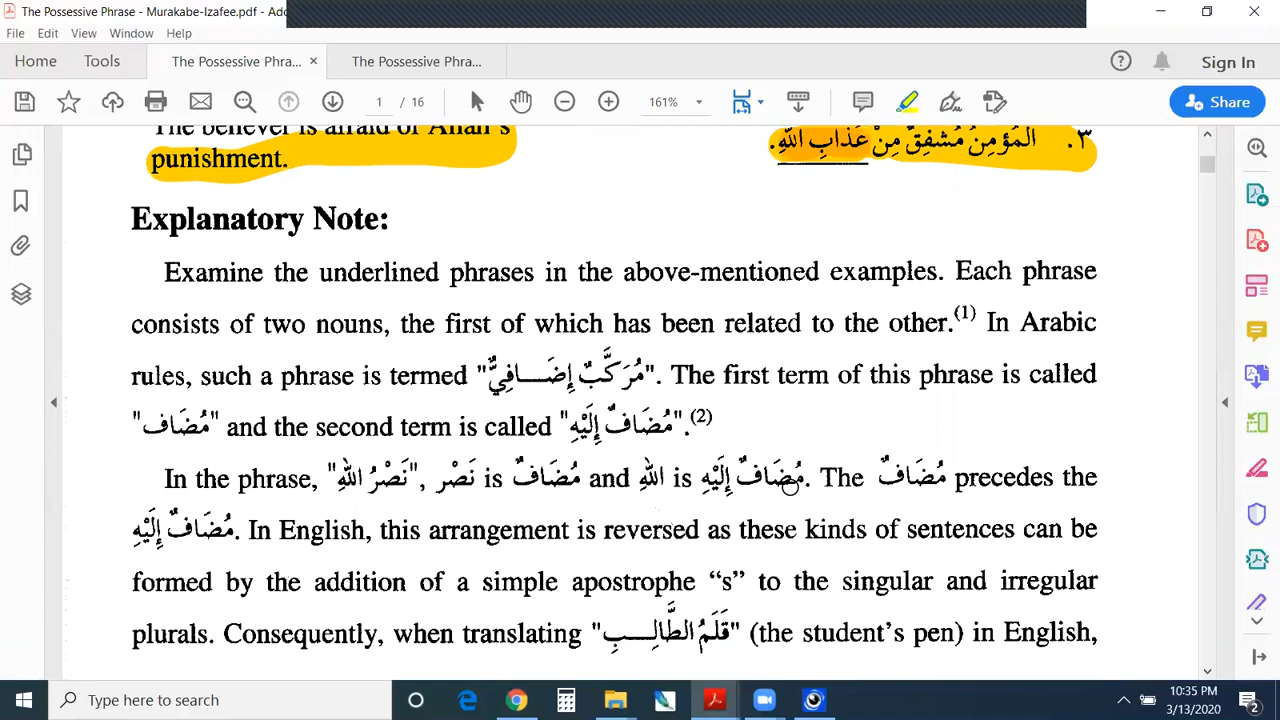 The Possessive Phrase - Murakabe-Izafee.pdf - Ado
File Edit View Window Help
Home Tools The Possessive Phra... × The Possessive Phra... Sign In
1 / 16 161% Share
The believer is afraid of Allah's ٣. المُؤمِنُ مُشفِقٌ مِنْ عَذَابِ اللهِ.
punishment.
Explanatory Note:
Examine the underlined phrases in the above-mentioned examples. Each phrase
consists of two nouns, the first of which has been related to the other.(1) In Arabic
rules, such a phrase is termed "مُرَكَّبٌ إِضَـــافِيٌّ". The first term of this phrase is called
"مُضَاف" and the second term is called "مُضَافٌ إِلَيْهِ".(2)
In the phrase, "نَصْرُ اللهِ", نَصْر is مُضَافٌ and اللهِ is مُضَافٌ إِلَيْهِ. The مُضَافٌ precedes the
مُضَافٌ إِلَيْهِ. In English, this arrangement is reversed as these kinds of sentences can be
formed by the addition of a simple apostrophe “s” to the singular and irregular
plurals. Consequently, when translating "قَلَمُ الطَّالِـــبِ" (the student's pen) in English,
Type here to search 10:35 PM
3/13/2020 2